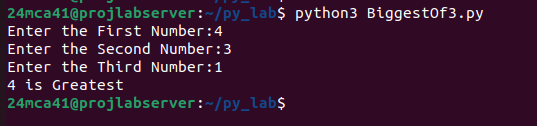 24mca41@projlabserver:~/py_lab$ python3 BiggestOf3.py
Enter the First Number:4
Enter the Second Number:3
Enter the Third Number:1
4 is Greatest
24mca41@projlabserver:~/py_lab$